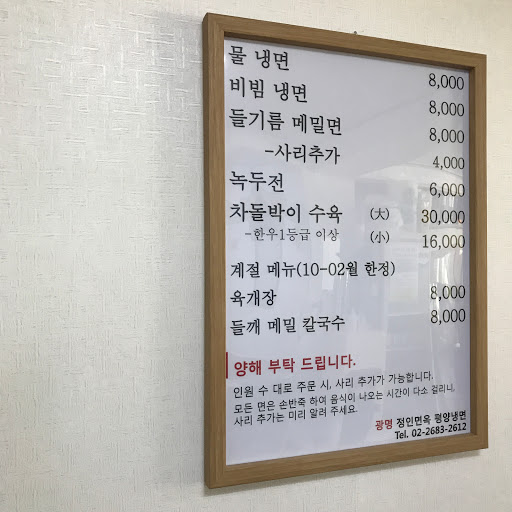 물 냉면 8,000
비빔 냉면 8,000
들기름 메밀면 8,000
-사리추가 4,000
녹두전 6,000
차돌박이 수육 (大) 30,000
-한우1등급 이상 (小) 16,000
계절 메뉴(10-02월 한정)
육개장 8,000
들깨 메밀 칼국수 8,000
양해 부탁 드립니다.
인원 수 대로 주문 시, 사리 추가가 가능합니다.
모든 면은 손반죽 하여 음식이 나오는 시간이 다소 걸리니,
사리 추가는 미리 알려 주세요.
광명 정인면옥 평양냉면
Tel. 02-2683-2612